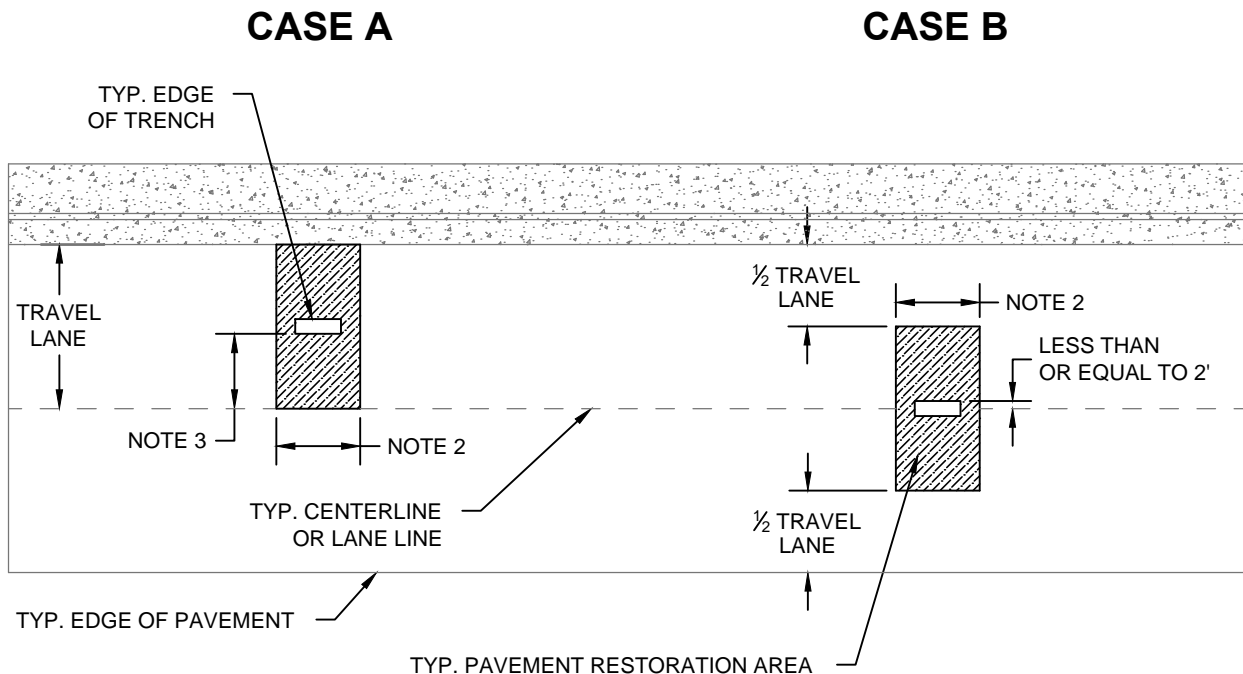 CASE A
CASE B
TYP. EDGE
OF TRENCH
TRAVEL
LANE
NOTE 3
NOTE 2
TYP. CENTERLINE
OR LANE LINE
TYP. EDGE OF PAVEMENT
½ TRAVEL
LANE
NOTE 2
LESS THAN
OR EQUAL TO 2'
½ TRAVEL
LANE
TYP. PAVEMENT RESTORATION AREA